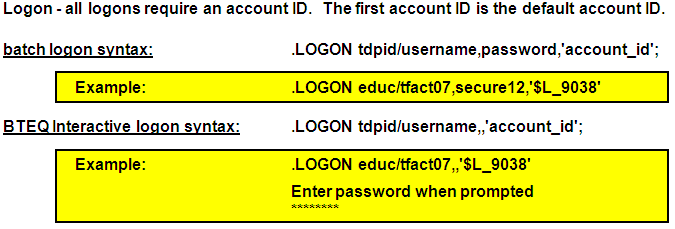 Logon - all logons require an account ID.  The first account ID is the default account ID.
batch logon syntax: .LOGON tdpid/username,password,'account_id';
Example: .LOGON educ/tfact07,secure12,'$L_9038'
BTEQ Interactive logon syntax: .LOGON tdpid/username,,'account_id';
Example: .LOGON educ/tfact07,,'$L_9038'
Enter password when prompted
********